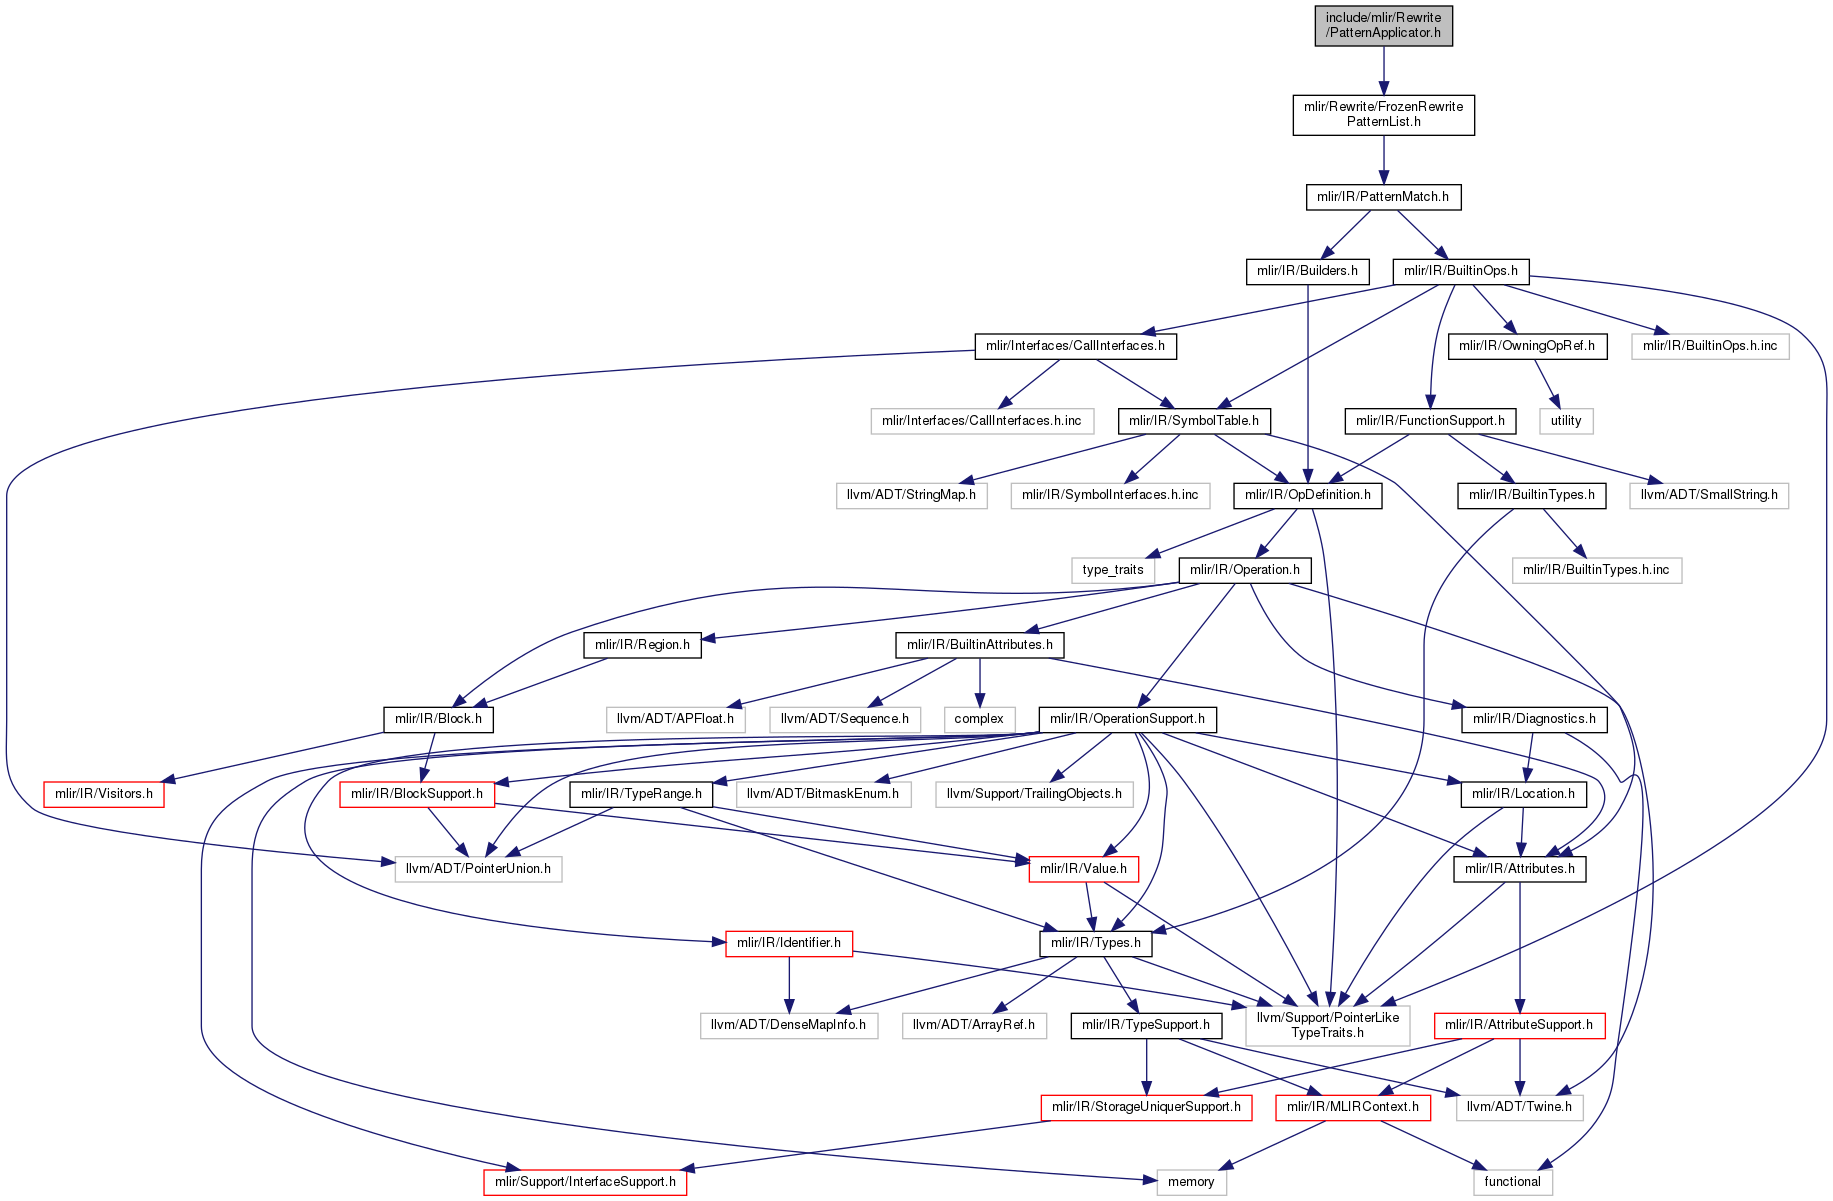 include/mlir/Rewrite
/PatternApplicator.h
mlir/Rewrite/FrozenRewrite
PatternList.h
mlir/IR/PatternMatch.h
mlir/IR/Builders.h
mlir/IR/BuiltinOps.h
mlir/Interfaces/CallInterfaces.h
mlir/IR/OwningOpRef.h
mlir/IR/BuiltinOps.h.inc
mlir/Interfaces/CallInterfaces.h.inc
mlir/IR/SymbolTable.h
mlir/IR/FunctionSupport.h
utility
llvm/ADT/StringMap.h
mlir/IR/SymbolInterfaces.h.inc
mlir/IR/OpDefinition.h
mlir/IR/BuiltinTypes.h
llvm/ADT/SmallString.h
type_traits
mlir/IR/Operation.h
mlir/IR/BuiltinTypes.h.inc
mlir/IR/Region.h
mlir/IR/BuiltinAttributes.h
mlir/IR/Block.h
llvm/ADT/APFloat.h
llvm/ADT/Sequence.h
complex
mlir/IR/OperationSupport.h
mlir/IR/Diagnostics.h
mlir/IR/Visitors.h
mlir/IR/BlockSupport.h
mlir/IR/TypeRange.h
llvm/ADT/BitmaskEnum.h
llvm/Support/TrailingObjects.h
mlir/IR/Location.h
llvm/ADT/PointerUnion.h
mlir/IR/Value.h
mlir/IR/Attributes.h
mlir/IR/Identifier.h
mlir/IR/Types.h
llvm/ADT/DenseMapInfo.h
llvm/ADT/ArrayRef.h
mlir/IR/TypeSupport.h
llvm/Support/PointerLike
TypeTraits.h
mlir/IR/AttributeSupport.h
mlir/IR/StorageUniquerSupport.h
mlir/IR/MLIRContext.h
llvm/ADT/Twine.h
mlir/Support/InterfaceSupport.h
memory
functional